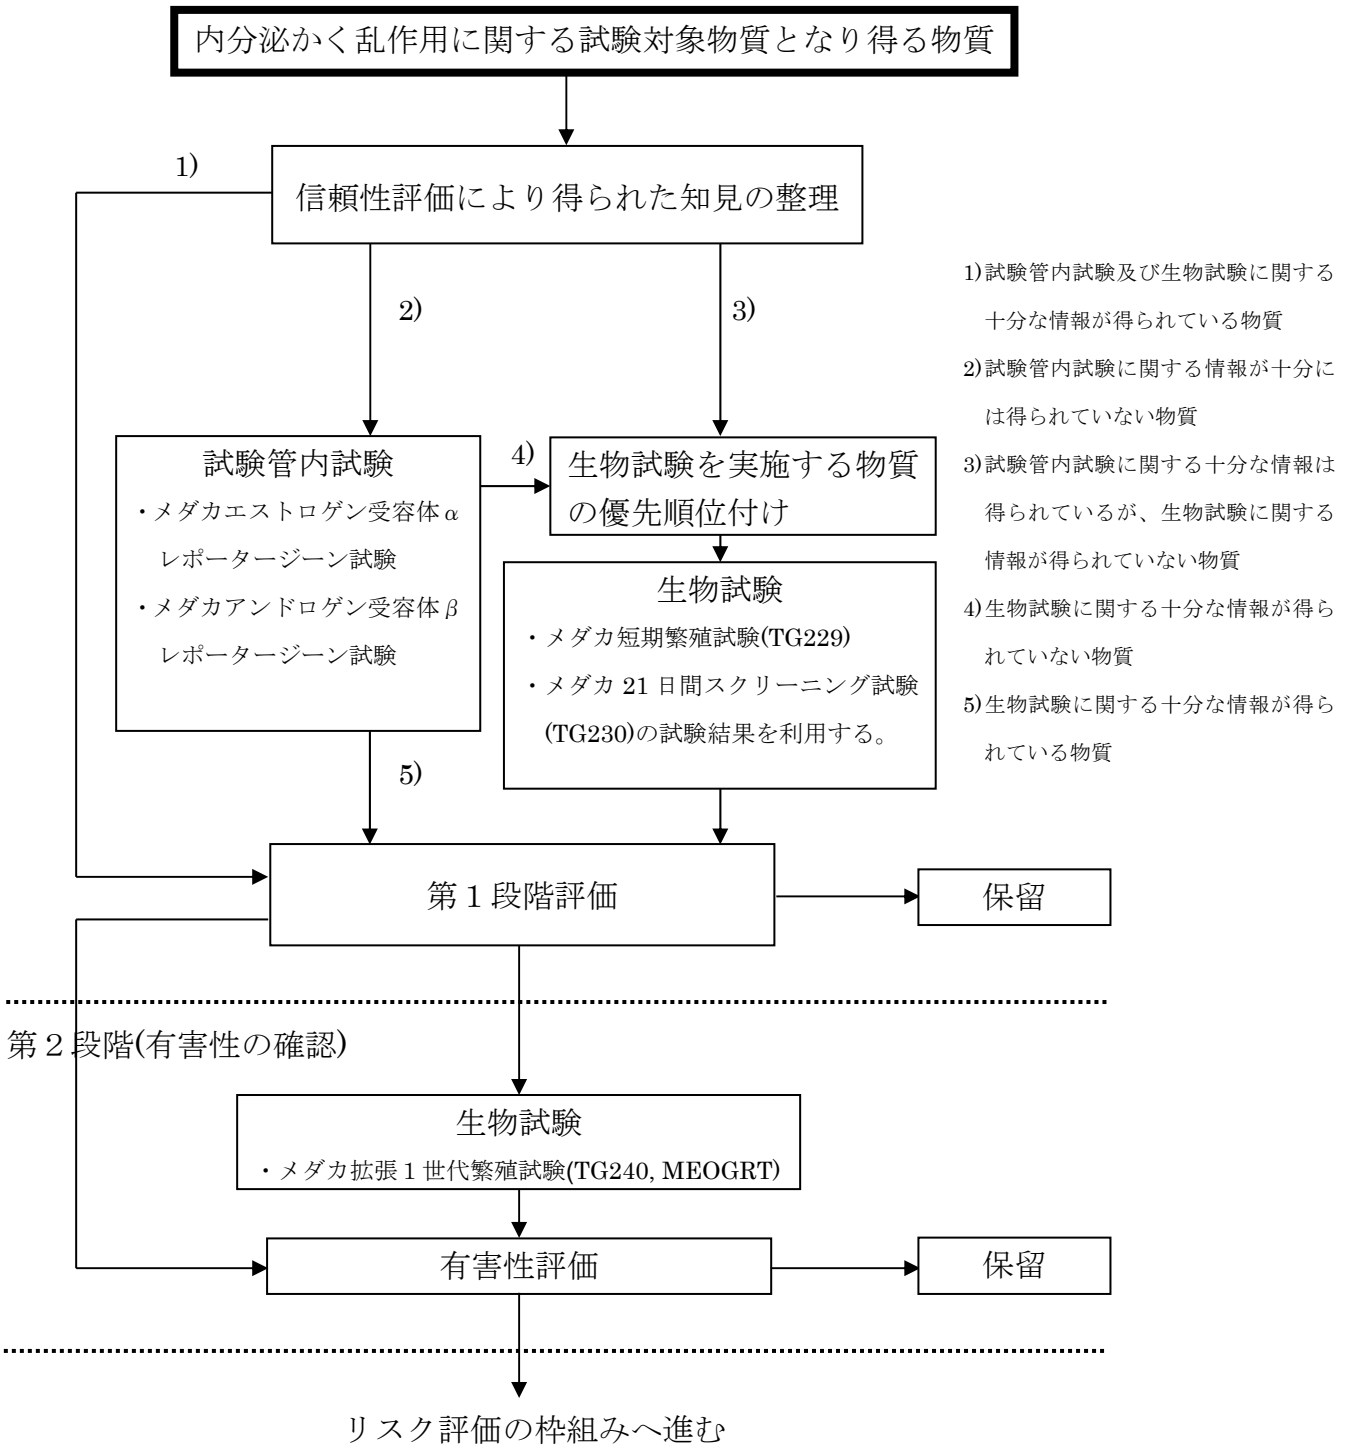 内分泌かく乱作用に関する試験対象物質となり得る物質
1)
信頼性評価により得られた知見の整理
2)
3)
1)試験管内試験及び生物試験に関する
十分な情報が得られている物質
2)試験管内試験に関する情報が十分に
は得られていない物質
3)試験管内試験に関する十分な情報は
得られているが、生物試験に関する
情報が得られていない物質
4)生物試験に関する十分な情報が得ら
れていない物質
5)生物試験に関する十分な情報が得ら
れている物質
試験管内試験
・メダカエストロゲン受容体α
レポータージーン試験
・メダカアンドロゲン受容体β
レポータージーン試験
4)
生物試験を実施する物質
の優先順位付け
生物試験
・メダカ短期繁殖試験(TG229)
・メダカ 21 日間スクリーニング試験
(TG230)の試験結果を利用する。
5)
第１段階評価
保留
第２段階(有害性の確認)
生物試験
・メダカ拡張 1 世代繁殖試験(TG240, MEOGRT)
有害性評価
保留
リスク評価の枠組みへ進む